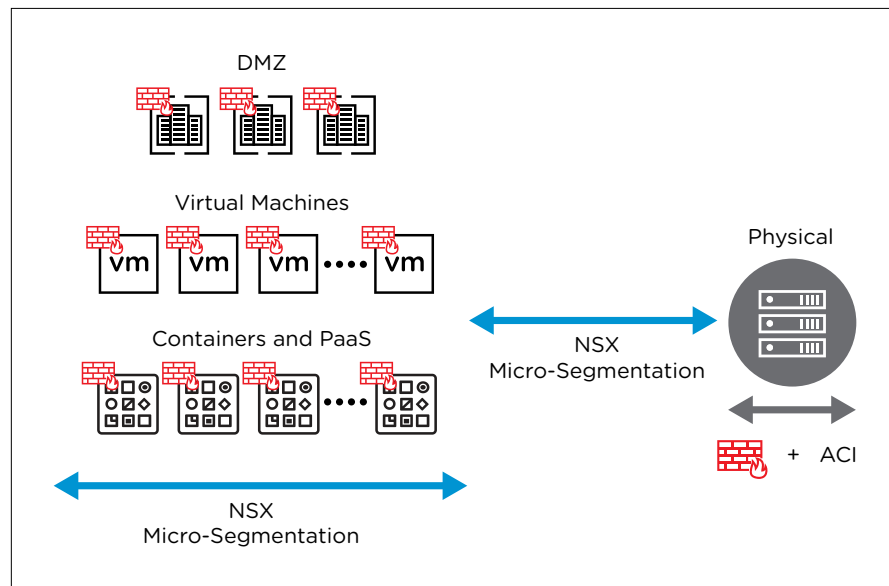 DMZ
Virtual Machines
vm vm vm vm
Containers and PaaS
NSX
Micro-Segmentation
NSX
Micro-Segmentation
Physical
+ ACI